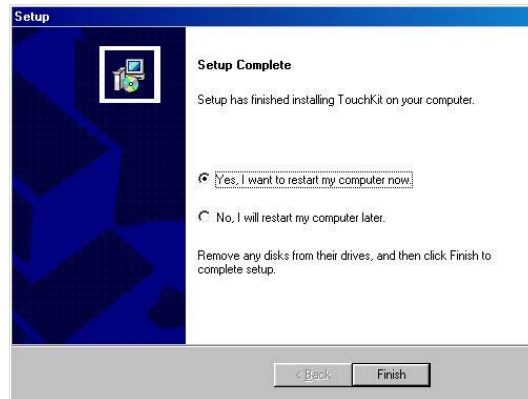 Setup
Setup Complete
Setup has finished installing TouchKit on your computer.
Yes, I want to restart my computer now.
No, I will restart my computer later.
Remove any disks from their drives, and then click Finish to
complete setup.
< Back
Finish